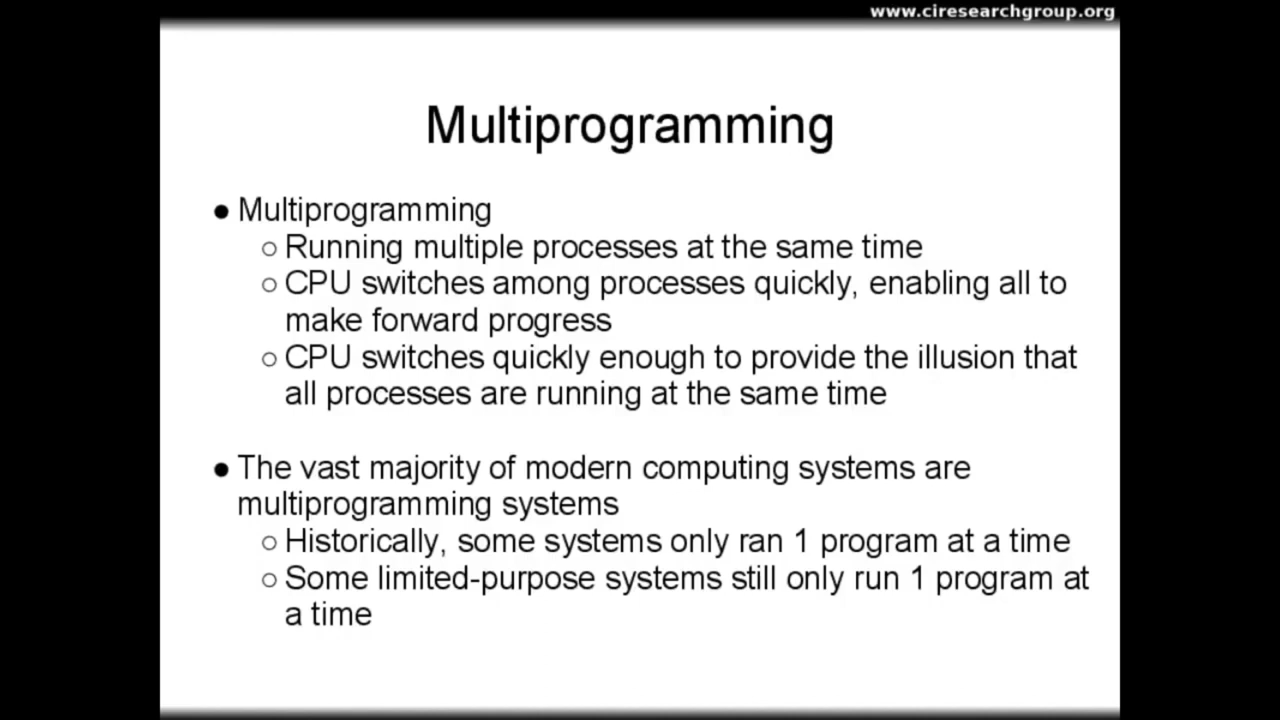 www.ciresearchgroup.org
Multiprogramming
● Multiprogramming
○ Running multiple processes at the same time
○ CPU switches among processes quickly, enabling all to
make forward progress
○ CPU switches quickly enough to provide the illusion that
all processes are running at the same time
● The vast majority of modern computing systems are
multiprogramming systems
○ Historically, some systems only ran 1 program at a time
○ Some limited-purpose systems still only run 1 program at
a time